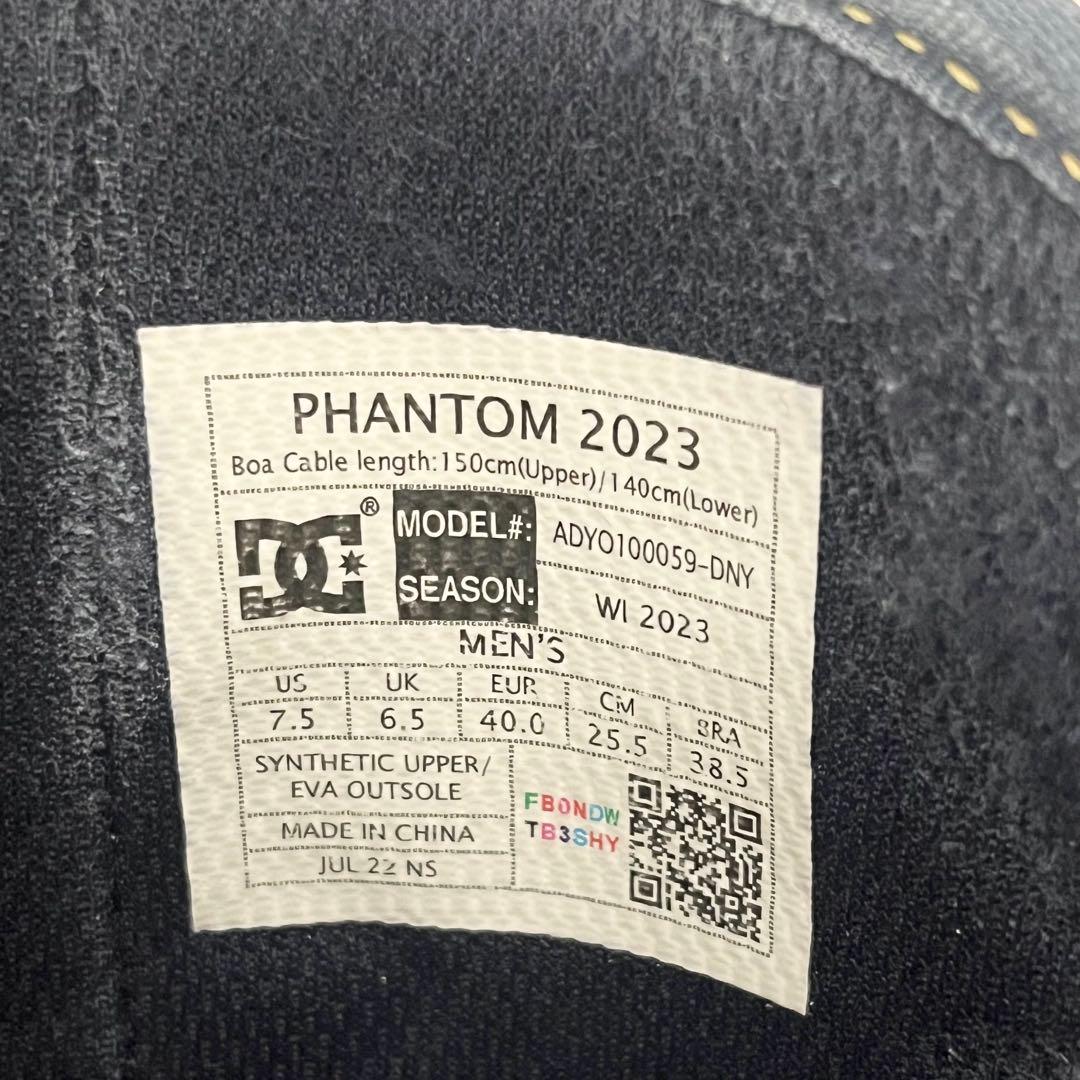 PHANTOM 2023
Boa Cable length:150cm(Upper)/140cm(Lower)
DC®
MODEL#: ADYO100059-DNY
SEASON: WI 2023
MEN'S
US UK EUR CM BRA
7.5 6.5 40.0 25.5 38.5
SYNTHETIC UPPER/
EVA OUTSOLE
MADE IN CHINA
JUL 22 NS
FB0NDW
TB3SHY